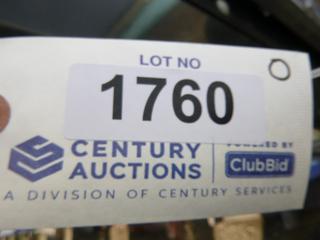 LOT NO
1760
CENTURY
AUCTIONS
POWERED BY
ClubBid
A DIVISION OF CENTURY SERVICES